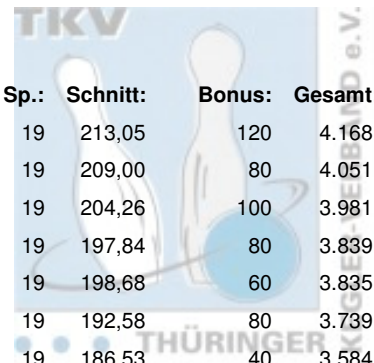 TKV
Sp.: Schnitt: Bonus: Gesamt
19 213,05 120 4.168
19 209,00 80 4.051
19 204,26 100 3.981
19 197,84 80 3.839
19 198,68 60 3.835
19 192,58 80 3.739
19 186,53 40 3.584
THÜRINGER
KEGLER-VERBAND e.V.